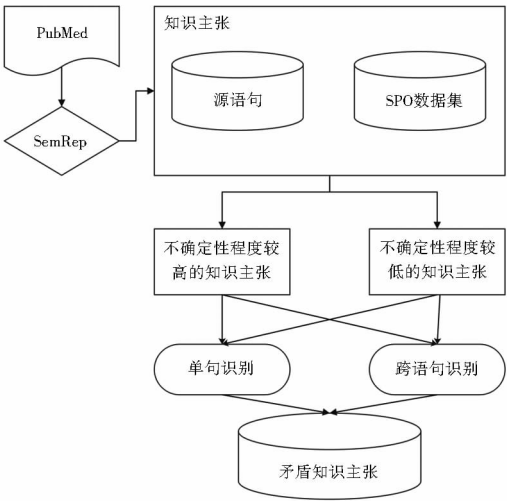 PubMed
知识主张
源语句
SPO数据集
SemRep
不确定性程度较
高的知识主张
不确定性程度较
低的知识主张
单句识别
跨语句识别
矛盾知识主张